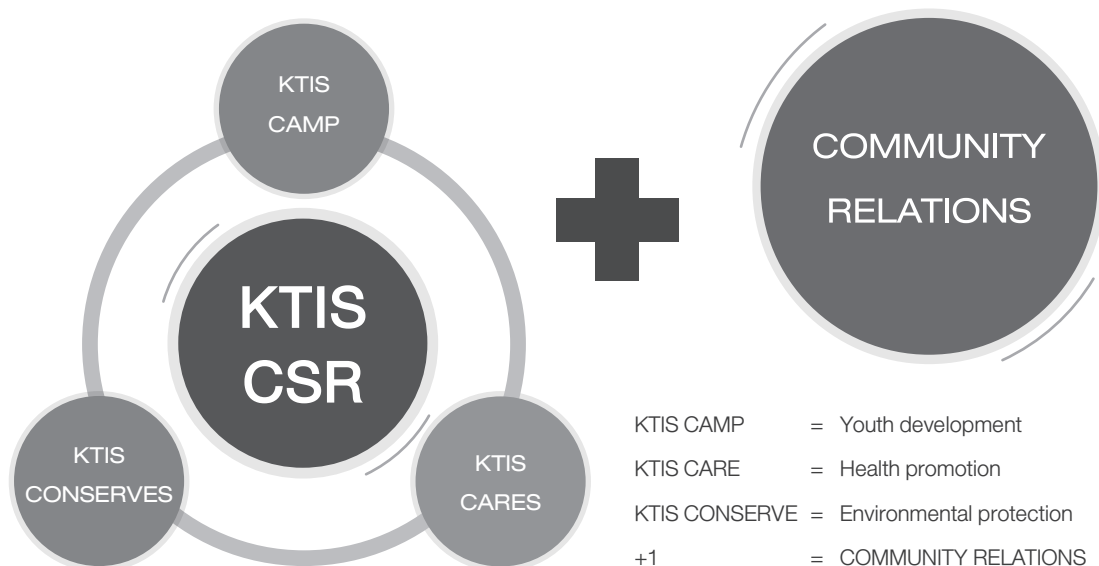 KTIS
CAMP
KTIS
CSR
KTIS
CONSERVES
KTIS
CARES
COMMUNITY
RELATIONS
KTIS CAMP = Youth development
KTIS CARE = Health promotion
KTIS CONSERVE = Environmental protection
+1 = COMMUNITY RELATIONS